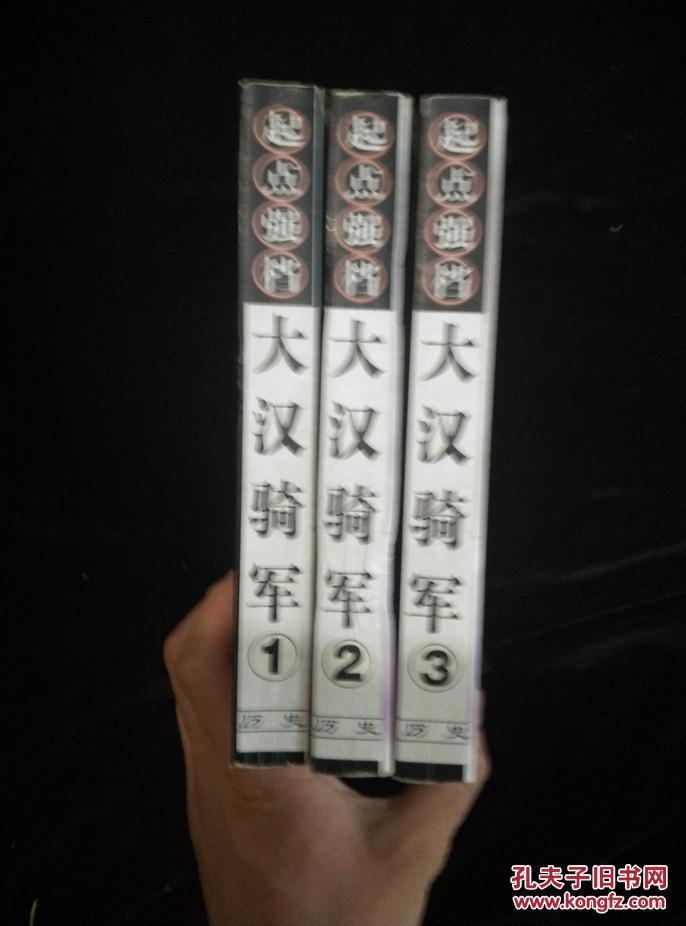 起点强档
大汉骑军
1
历史
起点强档
大汉骑军
2
历史
起点强档
大汉骑军
3
历史
孔夫子旧书网
www.kongfz.com